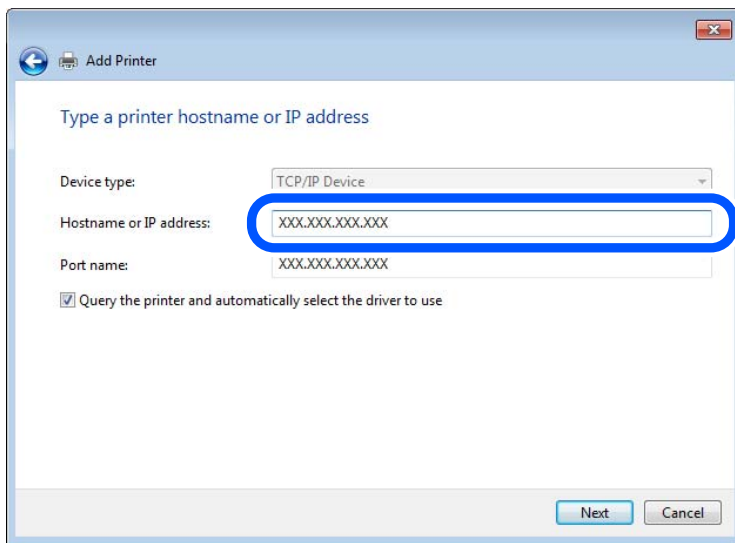 Add Printer
Type a printer hostname or IP address
Device type: TCP/IP Device
Hostname or IP address: XXX.XXX.XXX.XXX
Port name: XXX.XXX.XXX.XXX
Query the printer and automatically select the driver to use
Next Cancel